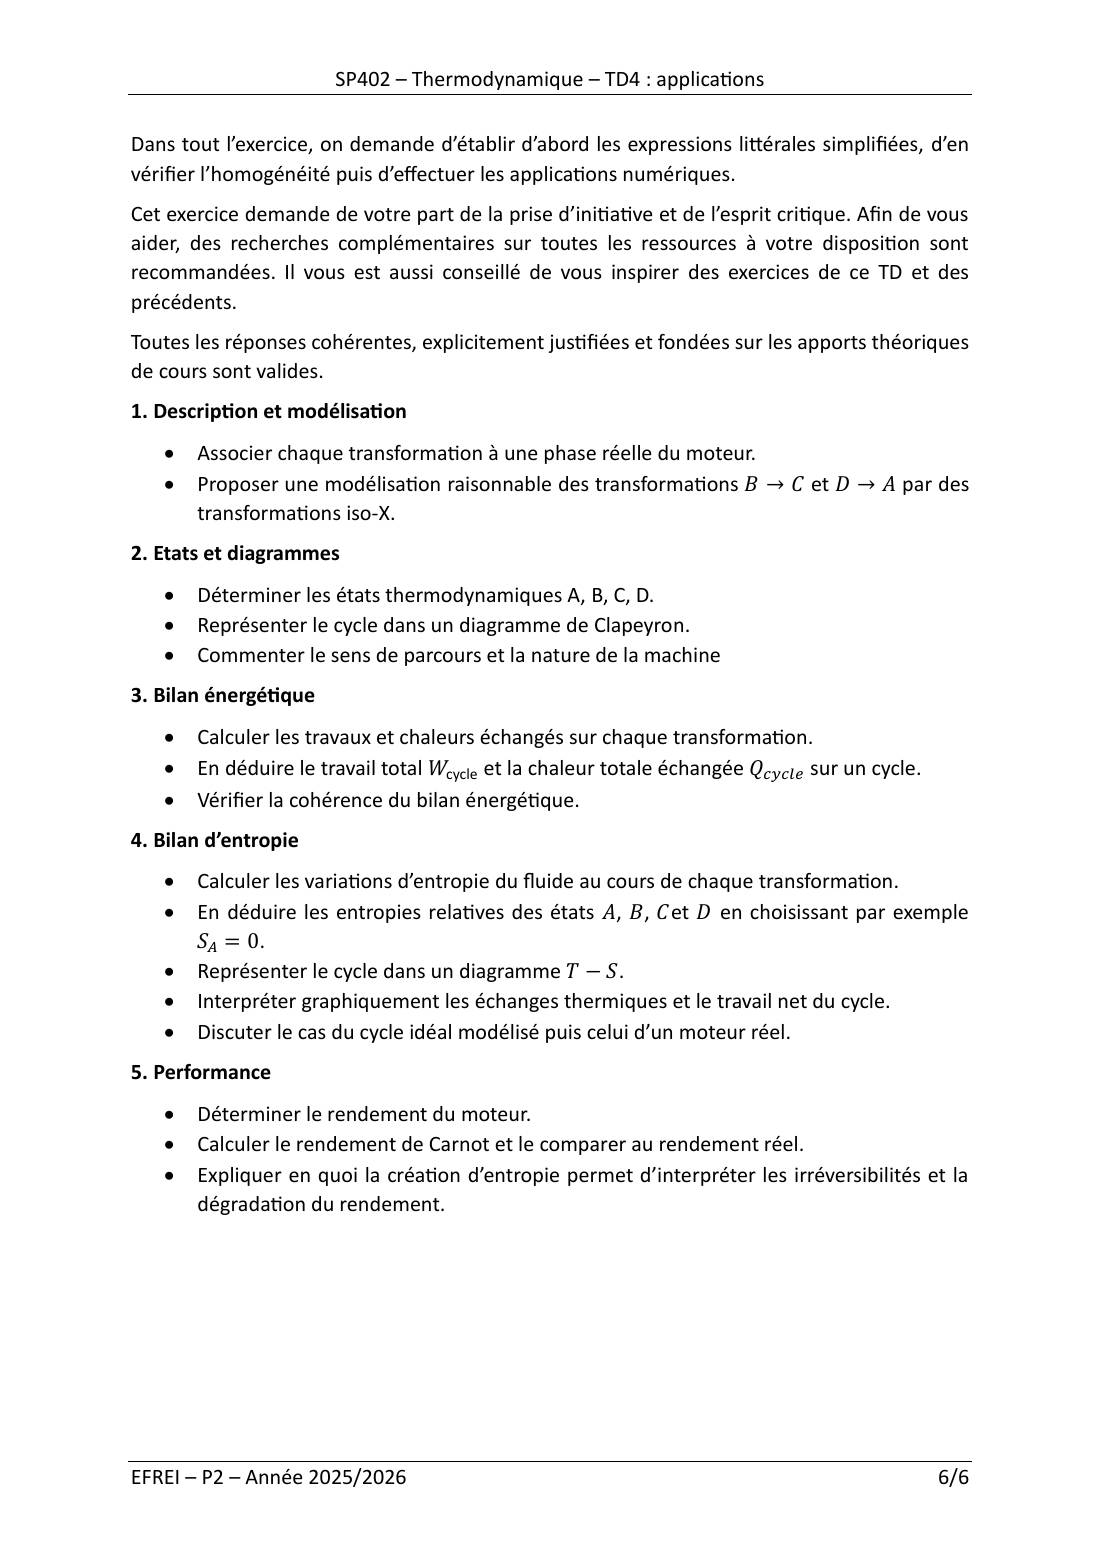 SP402 – Thermodynamique – TD4 : applications
Dans tout l’exercice, on demande d’établir d’abord les expressions littérales simplifiées, d’en
vérifier l’homogénéité puis d’effectuer les applications numériques.
Cet exercice demande de votre part de la prise d’initiative et de l’esprit critique. Afin de vous
aider, des recherches complémentaires sur toutes les ressources à votre disposition sont
recommandées. Il vous est aussi conseillé de vous inspirer des exercices de ce TD et des
précédents.
Toutes les réponses cohérentes, explicitement justifiées et fondées sur les apports théoriques
de cours sont valides.
1. Description et modélisation
• Associer chaque transformation à une phase réelle du moteur.
• Proposer une modélisation raisonnable des transformations B → C et D → A par des
transformations iso-X.
2. Etats et diagrammes
• Déterminer les états thermodynamiques A, B, C, D.
• Représenter le cycle dans un diagramme de Clapeyron.
• Commenter le sens de parcours et la nature de la machine
3. Bilan énergétique
• Calculer les travaux et chaleurs échangés sur chaque transformation.
• En déduire le travail total W_cycle et la chaleur totale échangée Q_cycle sur un cycle.
• Vérifier la cohérence du bilan énergétique.
4. Bilan d’entropie
• Calculer les variations d’entropie du fluide au cours de chaque transformation.
• En déduire les entropies relatives des états A, B, Cet D en choisissant par exemple
S_A = 0.
• Représenter le cycle dans un diagramme T − S.
• Interpréter graphiquement les échanges thermiques et le travail net du cycle.
• Discuter le cas du cycle idéal modélisé puis celui d’un moteur réel.
5. Performance
• Déterminer le rendement du moteur.
• Calculer le rendement de Carnot et le comparer au rendement réel.
• Expliquer en quoi la création d’entropie permet d’interpréter les irréversibilités et la
dégradation du rendement.
EFREI – P2 – Année 2025/2026 6/6